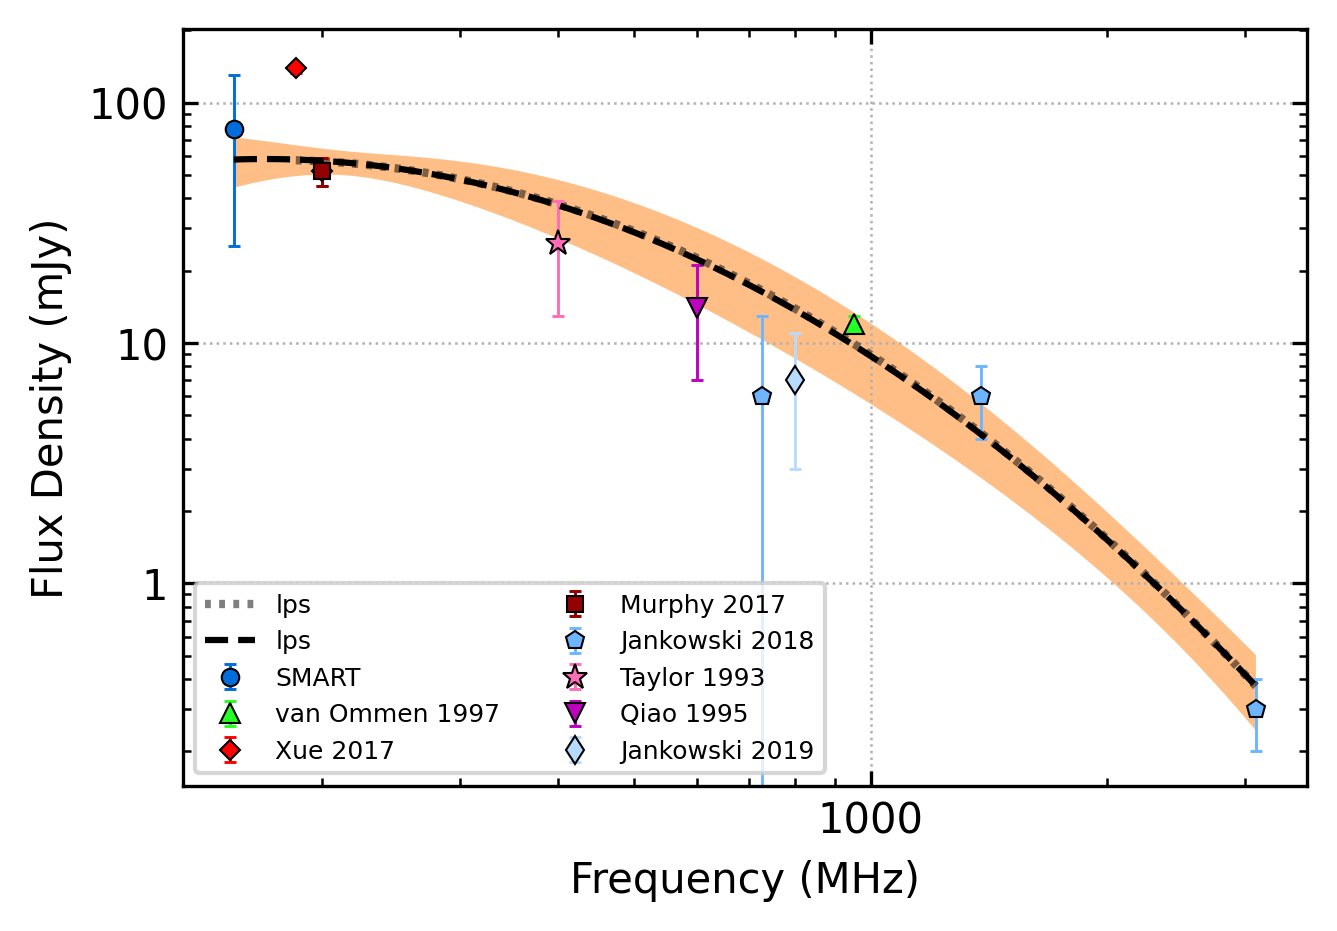 Flux Density (mJy)
100
10
1
lps
lps
SMART
van Ommen 1997
Xue 2017
Murphy 2017
Jankowski 2018
Taylor 1993
Qiao 1995
Jankowski 2019
1000
Frequency (MHz)